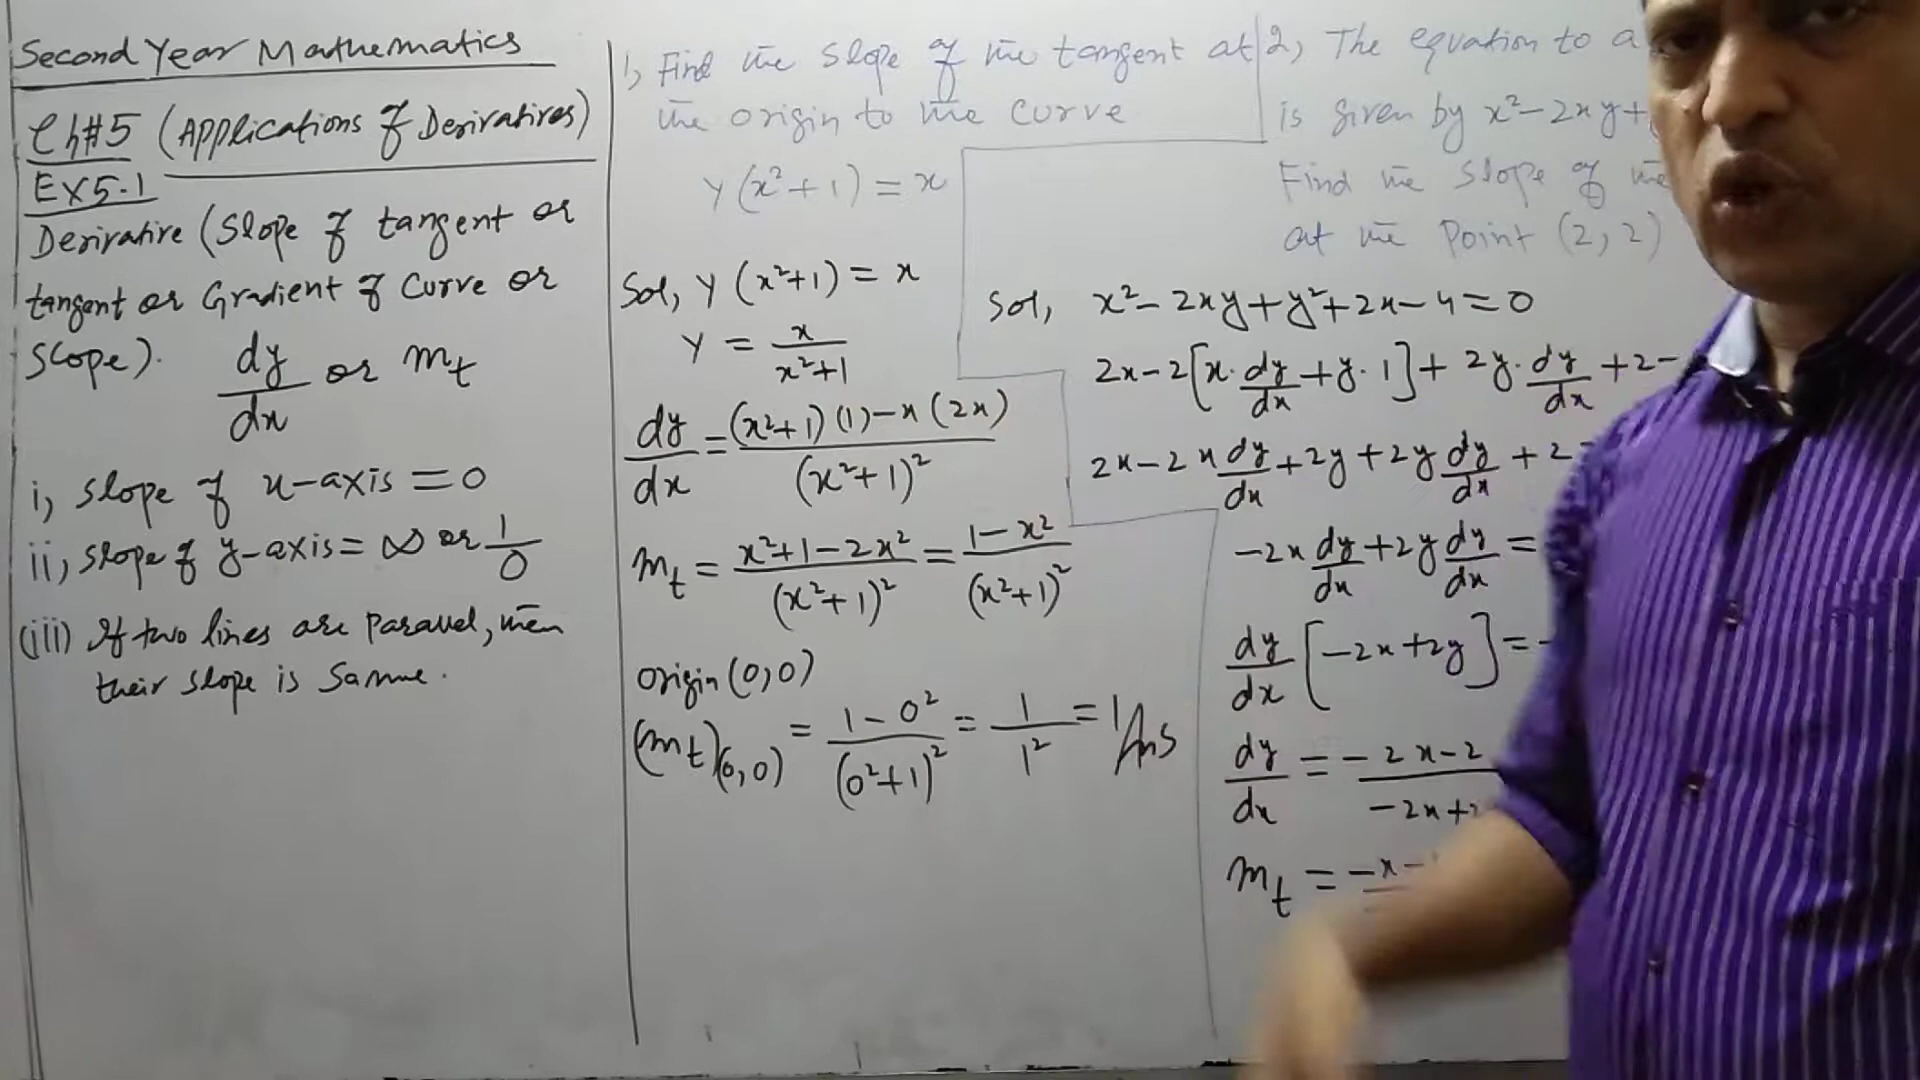 Second Year Mathematics
Ch#5 (Applications of Derivatives)
EX5.1
Derivative (Slope of tangent or
tangent or Gradient of Curve or
Slope). dy/dx or m_t
i, slope of x-axis = 0
ii, slope of y-axis = ∞ or 1/0
(iii) If two lines are Parallel, then
their slope is Same.
1, Find the slope of the tangent at
the origin to the curve
y(x²+1) = x
Sol, y(x²+1) = x
y = x/(x²+1)
dy/dx = ((x²+1)(1)-x(2x))/(x²+1)²
m_t = (x²+1-2x²)/(x²+1)² = (1-x²)/(x²+1)²
origin (0,0)
(m_t)(0,0) = (1-0²)/(0²+1)² = 1/1² = 1 Ans
2, The equation to a
is given by x²-2xy+
Find the slope of the
at the Point (2,2)
Sol, x²-2xy+y²+2x-4=0
2x-2[x.dy/dx+y.1]+2y.dy/dx+2-
2x-2x dy/dx+2y+2y dy/dx+2
-2x dy/dx+2y dy/dx=
dy/dx[-2x+2y]=-
dy/dx = -2x-2
-2x+2
m_t = -x-